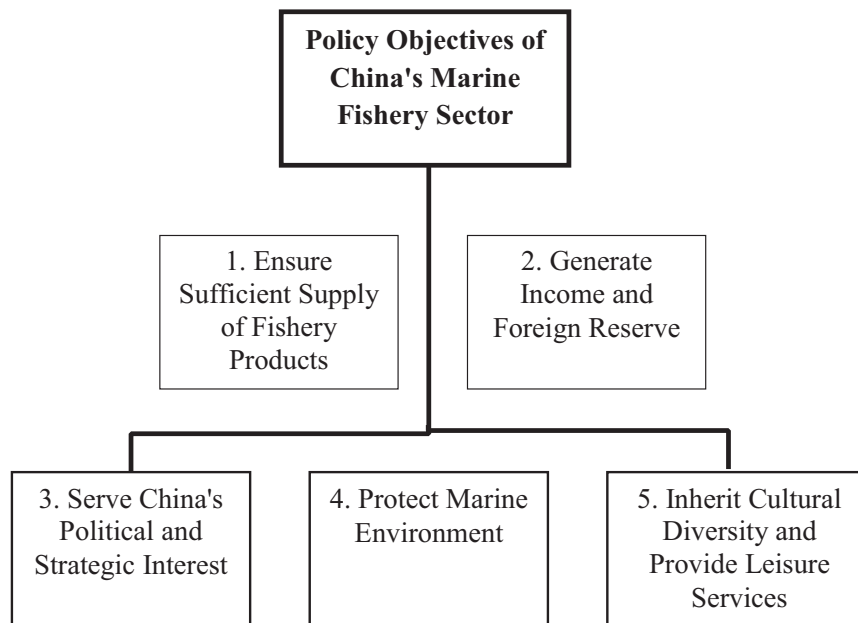 Policy Objectives of
China's Marine
Fishery Sector
1. Ensure
Sufficient Supply
of Fishery
Products
2. Generate
Income and
Foreign Reserve
3. Serve China's
Political and
Strategic Interest
4. Protect Marine
Environment
5. Inherit Cultural
Diversity and
Provide Leisure
Services